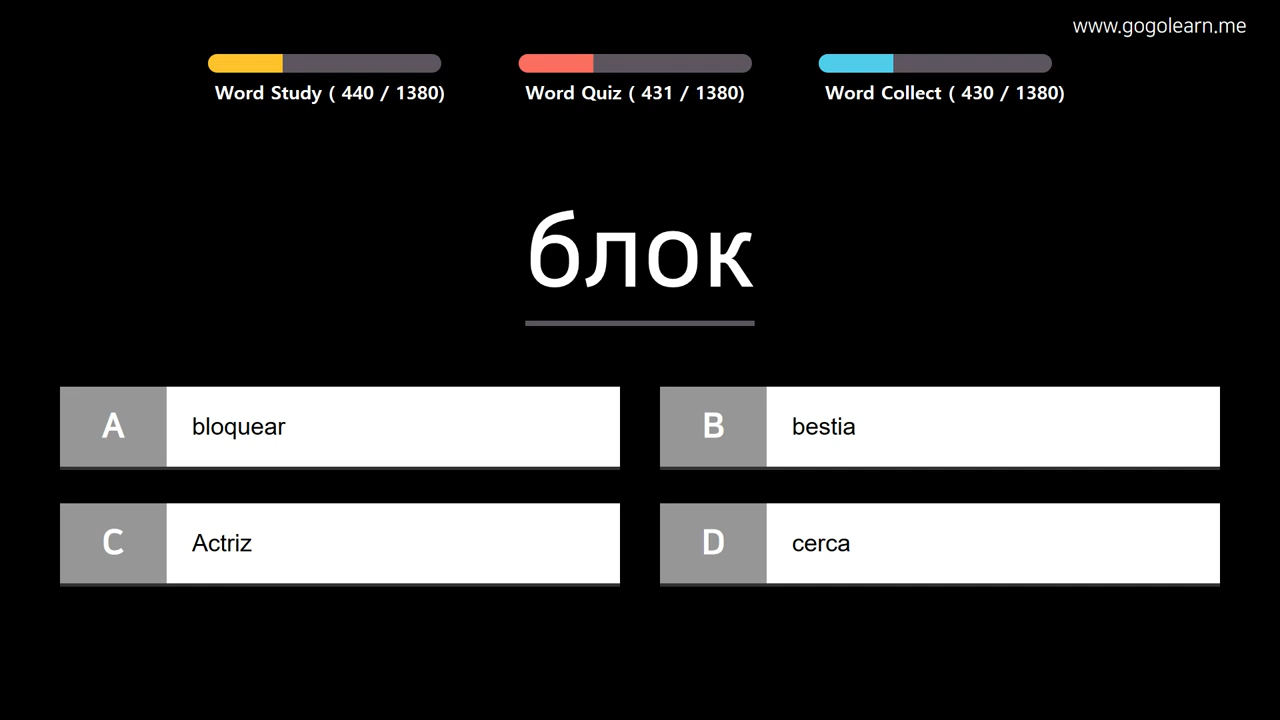 www.gogolearn.me
Word Study ( 440 / 1380)
Word Quiz ( 431 / 1380)
Word Collect ( 430 / 1380)
блок
A bloquear
B bestia
C Actriz
D cerca